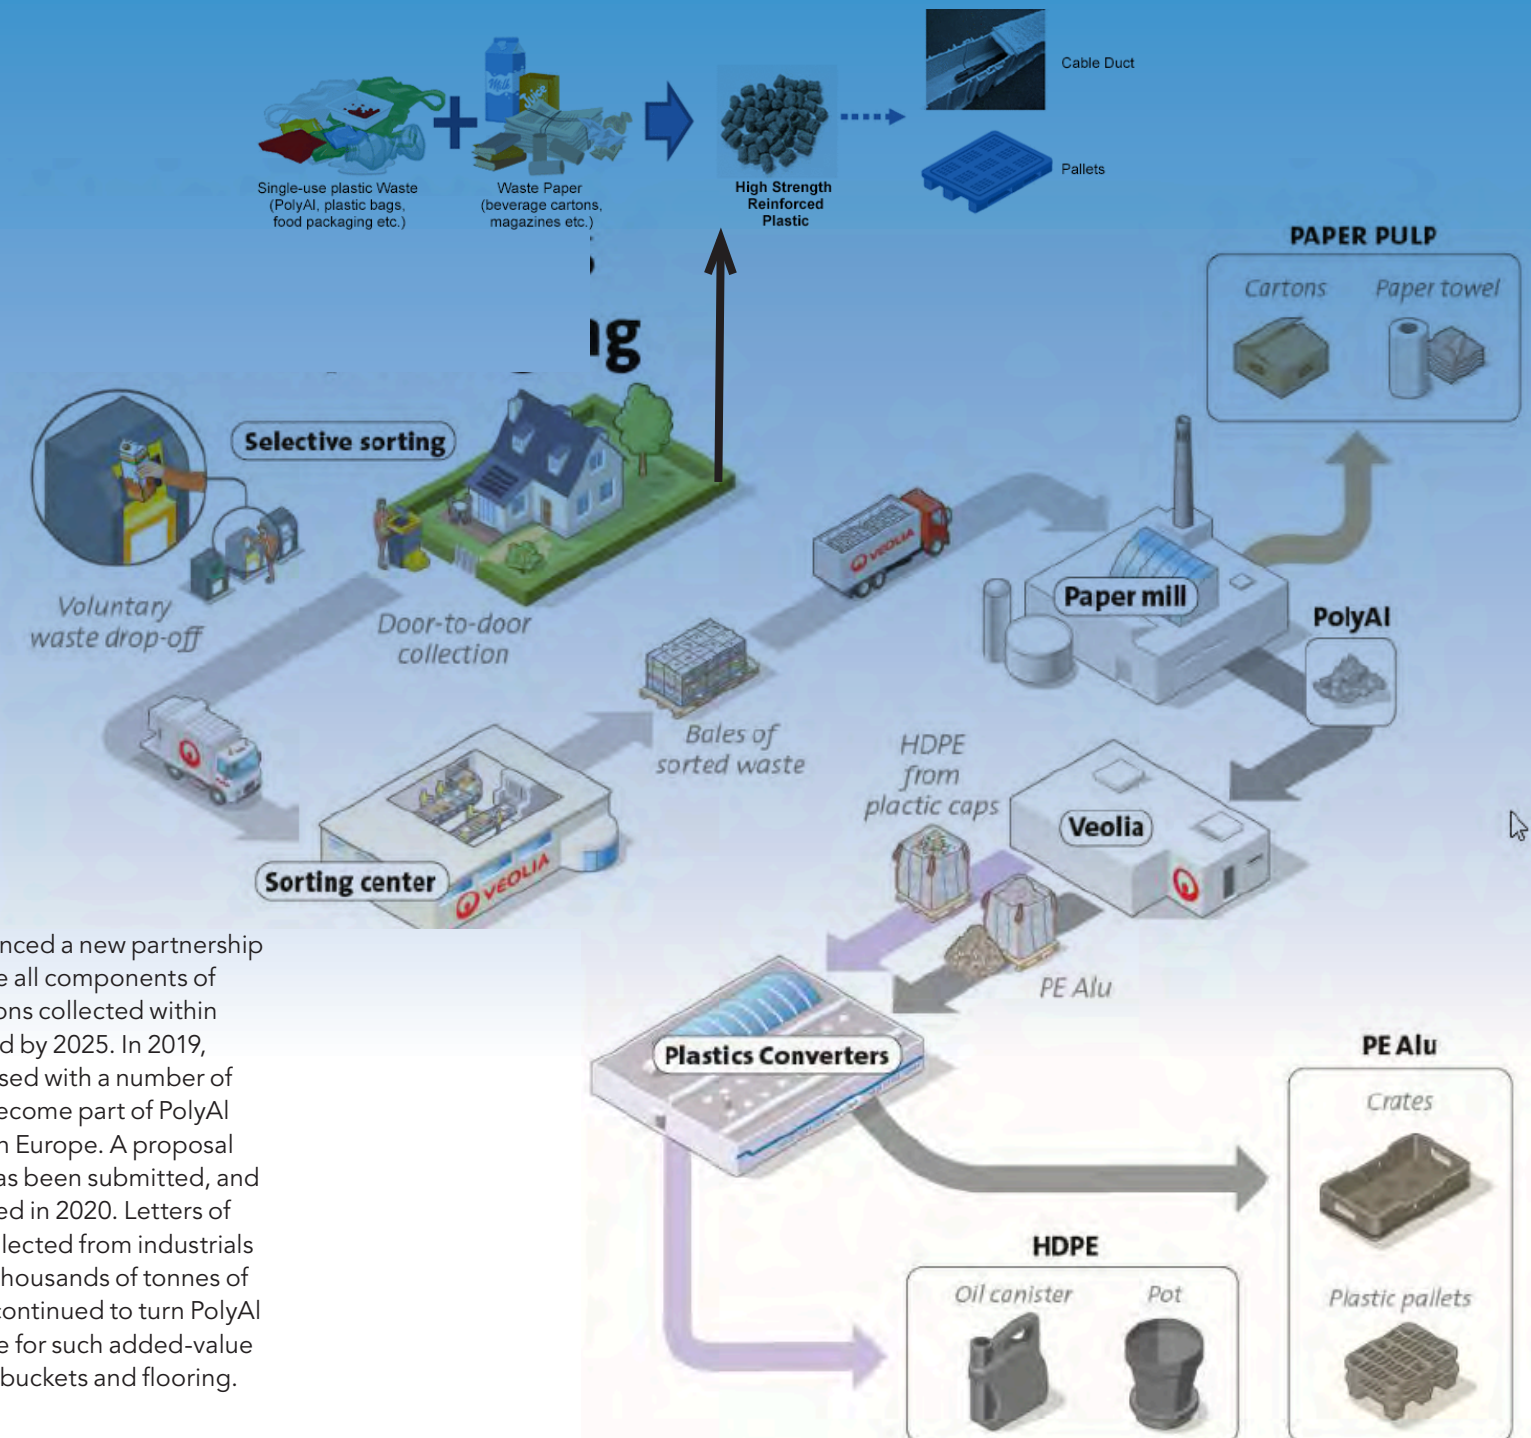 Milk
Juice
Single-use plastic Waste
(PolyAl, plastic bags,
food packaging etc.)
Waste Paper
(beverage cartons,
magazines etc.)
High Strength
Reinforced
Plastic
Cable Duct
Pallets
PAPER PULP
Cartons
Paper towel
ng
Selective sorting
Voluntary
waste drop-off
Door-to-door
collection
VEOLIA
Paper mill
PolyAl
Bales of
sorted waste
HDPE
from
plactic caps
Veolia
Sorting center
VEOLIA
PE Alu
Plastics Converters
nced a new partnership
e all components of
ons collected within
d by 2025. In 2019,
sed with a number of
ecome part of PolyAl
n Europe. A proposal
as been submitted, and
ed in 2020. Letters of
llected from industrials
housands of tonnes of
continued to turn PolyAl
e for such added-value
buckets and flooring.
PE Alu
Crates
Plastic pallets
HDPE
Oil canister
Pot